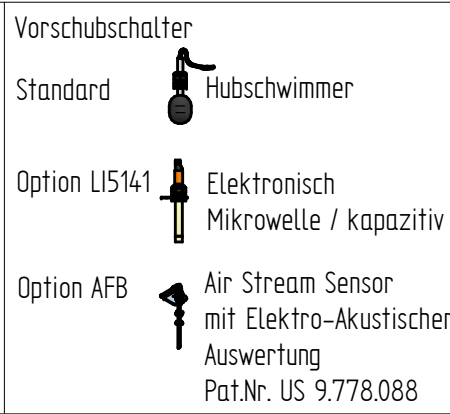 Vorschubschalter
Standard Hubschwimmer
Option LI5141 Elektronisch
Mikrowelle / kapazitiv
Option AFB Air Stream Sensor
mit Elektro-Akustischer
Auswertung
Pat.Nr. US 9.778.088